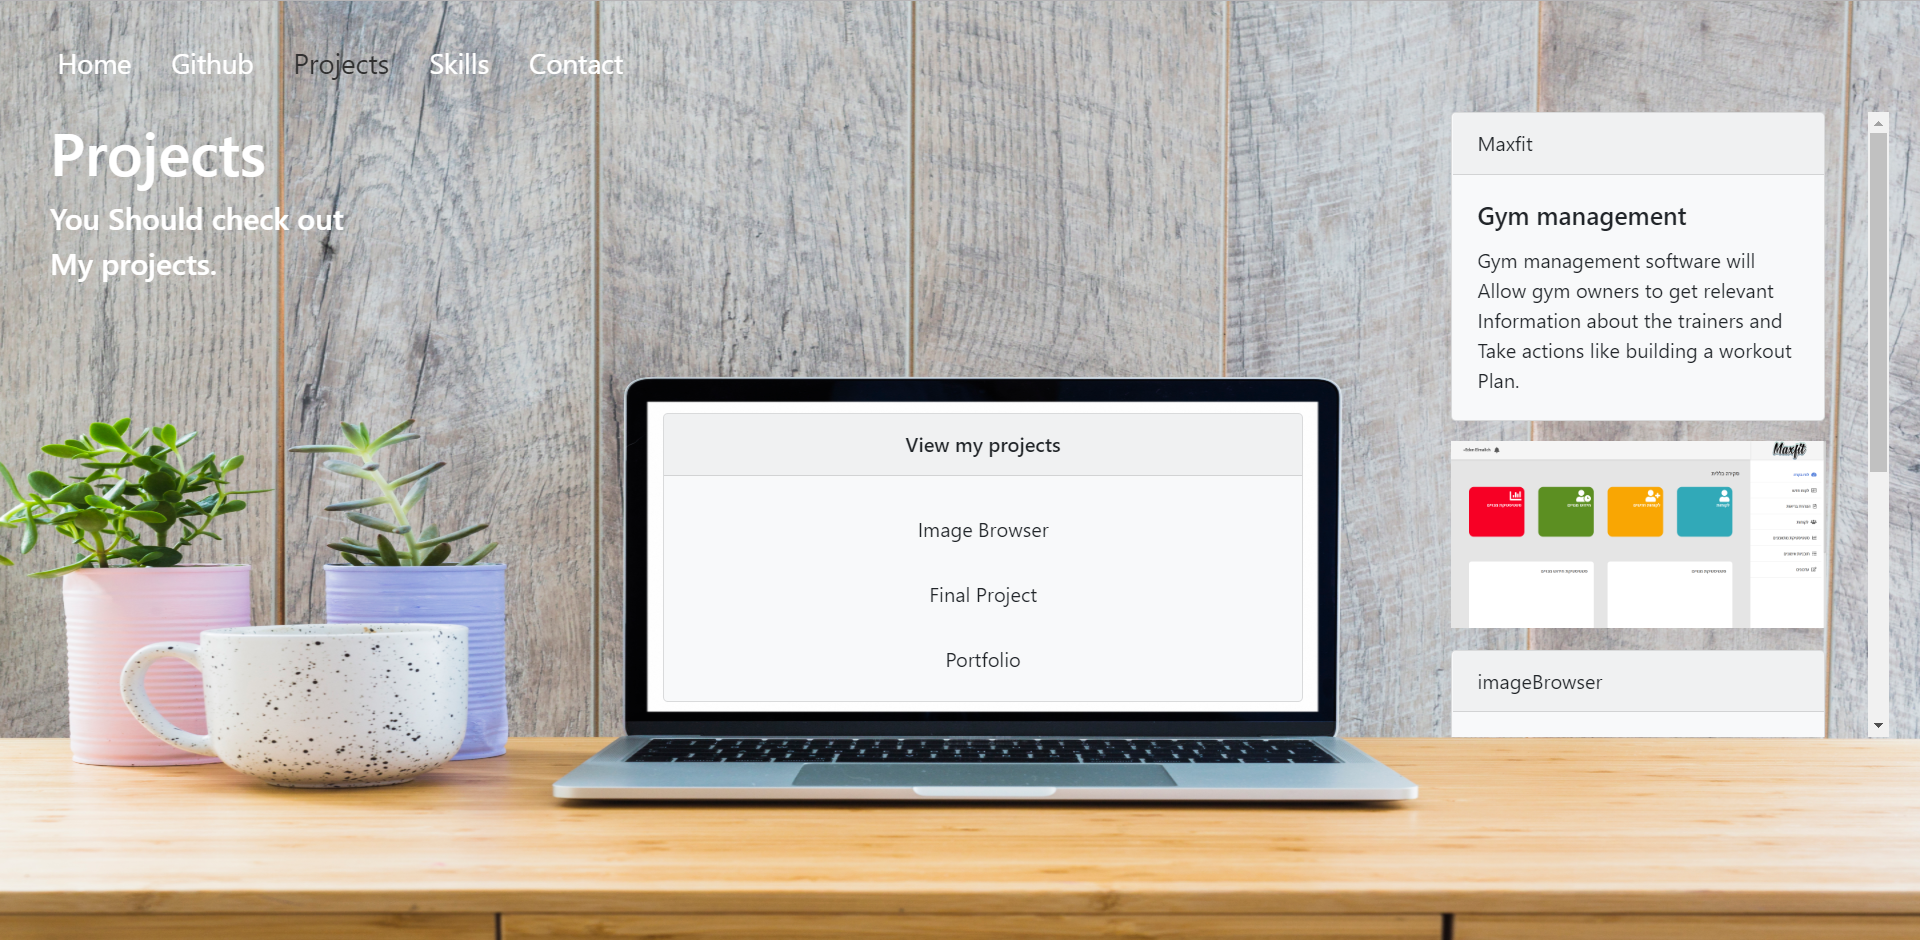 Home Github Projects Skills Contact
Projects
You Should check out
My projects.
View my projects
Image Browser
Final Project
Portfolio
Maxfit
Gym management
Gym management software will
Allow gym owners to get relevant
Information about the trainers and
Take actions like building a workout
Plan.
Maxfit
סקירה כללית
imageBrowser